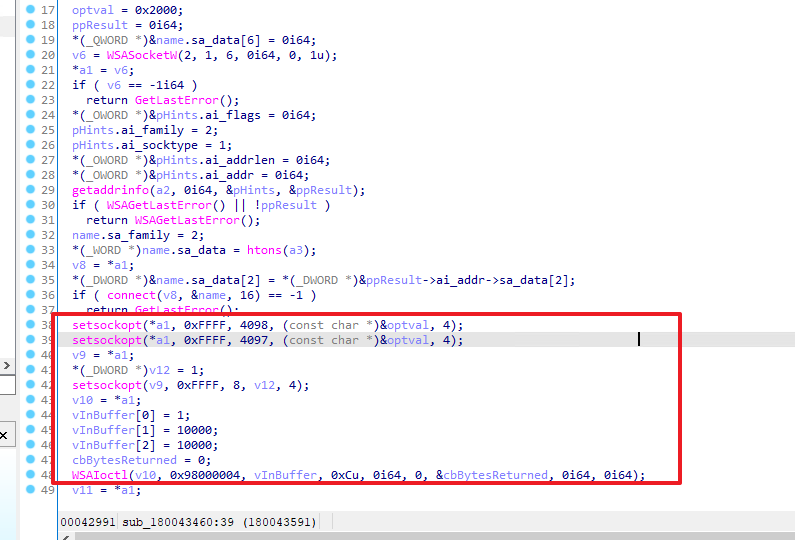 17 optval = 0x2000;
18 ppResult = 0i64;
19 *(_QWORD *)&name.sa_data[6] = 0i64;
20 v6 = WSASocketW(2, 1, 6, 0i64, 0, 1u);
21 *a1 = v6;
22 if ( v6 == -1i64 )
23 return GetLastError();
24 *(_OWORD *)&pHints.ai_flags = 0i64;
25 pHints.ai_family = 2;
26 pHints.ai_socktype = 1;
27 *(_OWORD *)&pHints.ai_addrlen = 0i64;
28 *(_OWORD *)&pHints.ai_addr = 0i64;
29 getaddrinfo(a2, 0i64, &pHints, &ppResult);
30 if ( WSAGetLastError() || !ppResult )
31 return WSAGetLastError();
32 name.sa_family = 2;
33 *(_WORD *)name.sa_data = htons(a3);
34 v8 = *a1;
35 *(_DWORD *)&name.sa_data[2] = *(_DWORD *)&ppResult->ai_addr->sa_data[2];
36 if ( connect(v8, &name, 16) == -1 )
37 return GetLastError();
38 setsockopt(*a1, 0xFFFF, 4098, (const char *)&optval, 4);
39 setsockopt(*a1, 0xFFFF, 4097, (const char *)&optval, 4);
40 v9 = *a1;
41 *(_DWORD *)v12 = 1;
42 setsockopt(v9, 0xFFFF, 8, v12, 4);
43 v10 = *a1;
44 vInBuffer[0] = 1;
45 vInBuffer[1] = 10000;
46 vInBuffer[2] = 10000;
47 cbBytesReturned = 0;
48 WSAIoctl(v10, 0x98000004, vInBuffer, 0xCu, 0i64, 0, &cbBytesReturned, 0i64, 0i64);
49 v11 = *a1;
00042991 sub_180043460:39 (180043591)